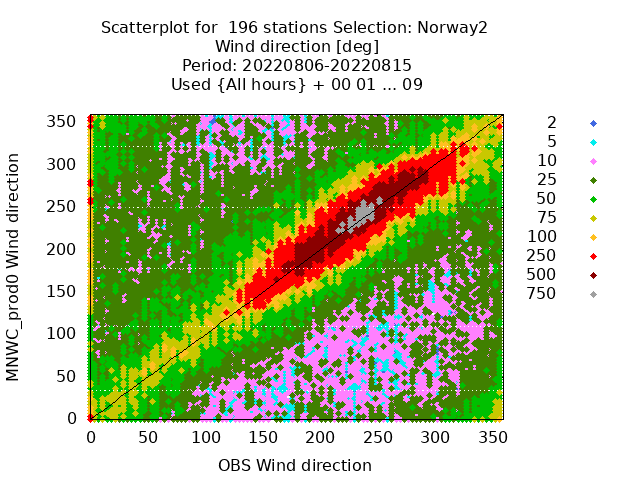 Scatterplot for  196 stations Selection: Norway2
Wind direction [deg]
Period: 20220806-20220815
Used {All hours} + 00 01 ... 09
MNWC_prod0 Wind direction
350
300
250
200
150
100
50
0
0 50 100 150 200 250 300 350
OBS Wind direction
2
5
10
25
50
75
100
250
500
750